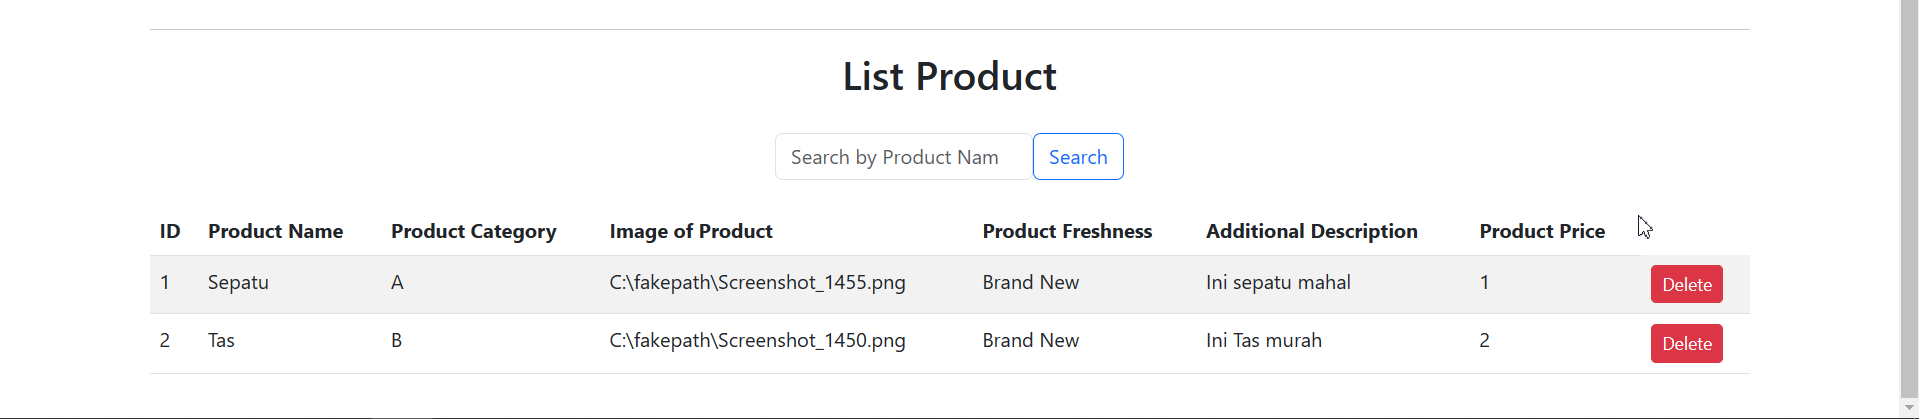 List Product
Search by Product Nam Search
ID Product Name Product Category Image of Product Product Freshness Additional Description Product Price
1 Sepatu A C:\fakepath\Screenshot_1455.png Brand New Ini sepatu mahal 1 Delete
2 Tas B C:\fakepath\Screenshot_1450.png Brand New Ini Tas murah 2 Delete